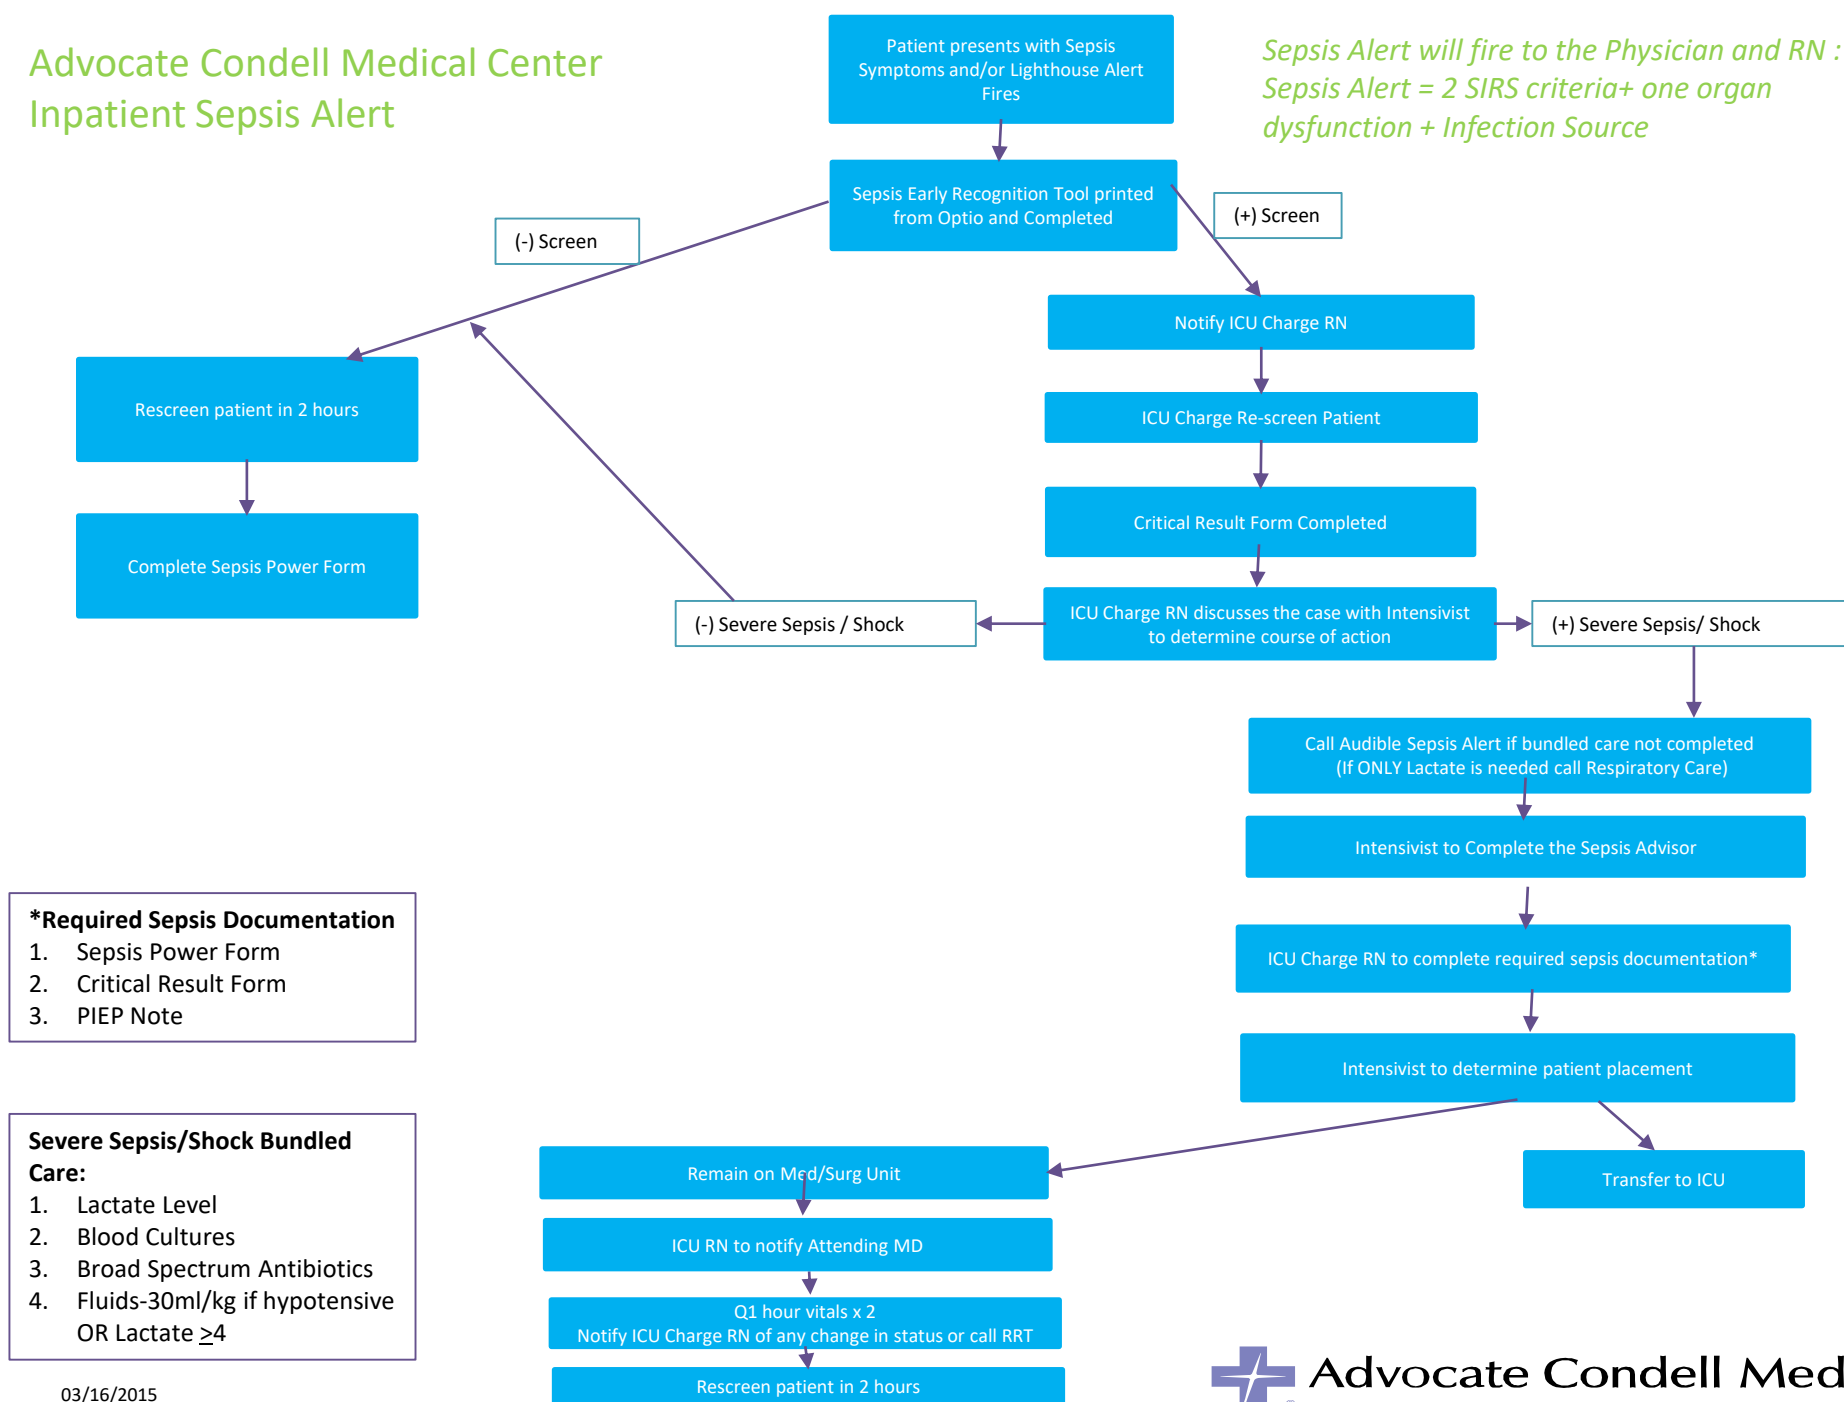 Advocate Condell Medical Center
Inpatient Sepsis Alert
Patient presents with Sepsis
Symptoms and/or Lighthouse Alert
Fires
Sepsis Alert will fire to the Physician and RN :
Sepsis Alert = 2 SIRS criteria+ one organ
dysfunction + Infection Source
Sepsis Early Recognition Tool printed
from Optio and Completed
(-) Screen
(+) Screen
Notify ICU Charge RN
Rescreen patient in 2 hours
ICU Charge Re-screen Patient
Critical Result Form Completed
Complete Sepsis Power Form
(-) Severe Sepsis / Shock
ICU Charge RN discusses the case with Intensivist
to determine course of action
(+) Severe Sepsis/ Shock
Call Audible Sepsis Alert if bundled care not completed
(If ONLY Lactate is needed call Respiratory Care)
Intensivist to Complete the Sepsis Advisor
*Required Sepsis Documentation
1. Sepsis Power Form
2. Critical Result Form
3. PIEP Note
ICU Charge RN to complete required sepsis documentation*
Intensivist to determine patient placement
Severe Sepsis/Shock Bundled
Care:
1. Lactate Level
2. Blood Cultures
3. Broad Spectrum Antibiotics
4. Fluids-30ml/kg if hypotensive
OR Lactate ≥4
Remain on Med/Surg Unit
Transfer to ICU
ICU RN to notify Attending MD
Q1 hour vitals x 2
Notify ICU Charge RN of any change in status or call RRT
Rescreen patient in 2 hours
03/16/2015
Advocate Condell Med